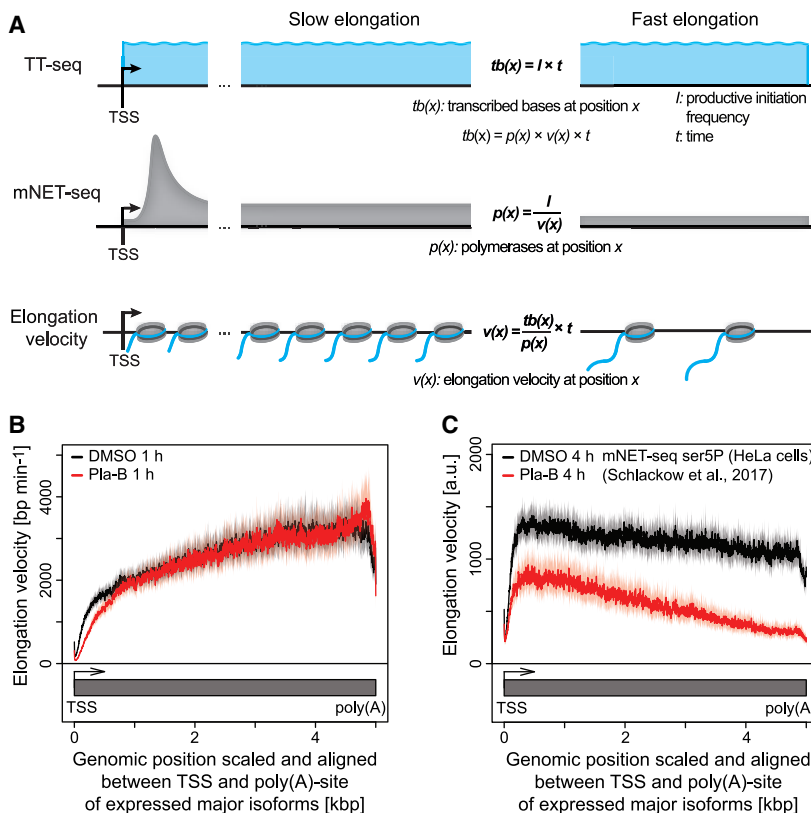 A
Slow elongation
Fast elongation
TT-seq
TSS
...
tb(x) = I × t
tb(x): transcribed bases at position x
tb(x) = p(x) × v(x) × t
I: productive initiation
frequency
t: time
mNET-seq
TSS
...
p(x) = I / v(x)
p(x): polymerases at position x
Elongation
velocity
TSS
...
v(x) = tb(x) / p(x) × t
v(x): elongation velocity at position x
B
Elongation velocity [bp min-1]
DMSO 1 h
Pla-B 1 h
4000
2000
0
TSS
poly(A)
0 2 4
Genomic position scaled and aligned
between TSS and poly(A)-site
of expressed major isoforms [kbp]
C
Elongation velocity [a.u.]
DMSO 4 h mNET-seq ser5P (HeLa cells)
Pla-B 4 h (Schlackow et al., 2017)
2000
1000
0
TSS
poly(A)
0 2 4
Genomic position scaled and aligned
between TSS and poly(A)-site
of expressed major isoforms [kbp]